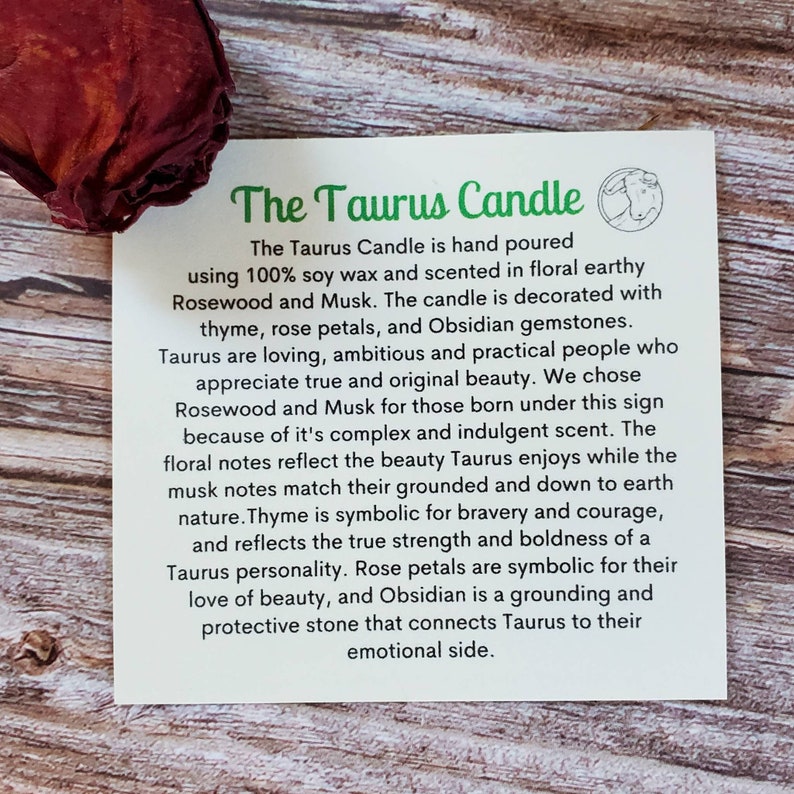 The Taurus Candle
The Taurus Candle is hand poured
using 100% soy wax and scented in floral earthy
Rosewood and Musk. The candle is decorated with
thyme, rose petals, and Obsidian gemstones.
Taurus are loving, ambitious and practical people who
appreciate true and original beauty. We chose
Rosewood and Musk for those born under this sign
because of it's complex and indulgent scent. The
floral notes reflect the beauty Taurus enjoys while the
musk notes match their grounded and down to earth
nature.Thyme is symbolic for bravery and courage,
and reflects the true strength and boldness of a
Taurus personality. Rose petals are symbolic for their
love of beauty, and Obsidian is a grounding and
protective stone that connects Taurus to their
emotional side.